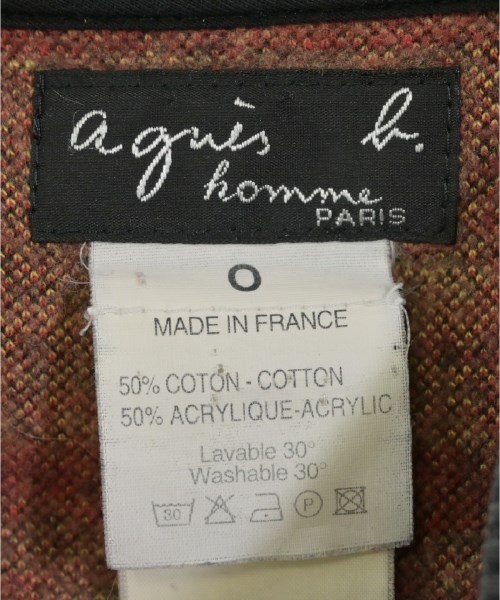 agnès b.
homme
PARIS
0
MADE IN FRANCE
50% COTON - COTTON
50% ACRYLIQUE-ACRYLIC
Lavable 30°
Washable 30°
30 P